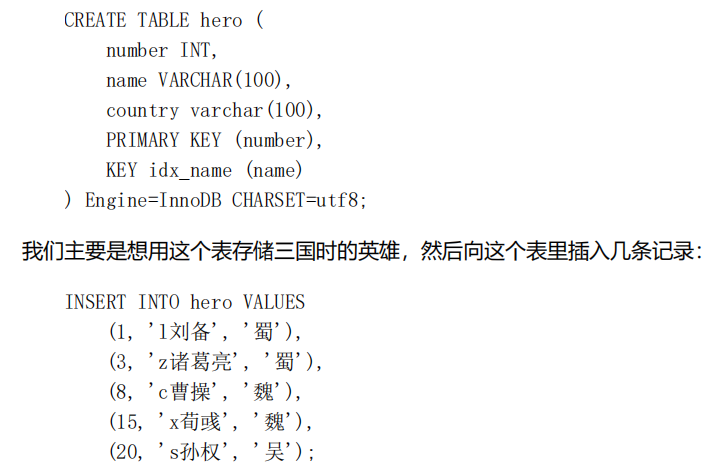 CREATE TABLE hero (
    number INT,
    name VARCHAR(100),
    country varchar(100),
    PRIMARY KEY (number),
    KEY idx_name (name)
) Engine=InnoDB CHARSET=utf8;
我们主要是想用这个表存储三国时的英雄，然后向这个表里插入几条记录：
INSERT INTO hero VALUES
    (1, 'l刘备', '蜀'),
    (3, 'z诸葛亮', '蜀'),
    (8, 'c曹操', '魏'),
    (15, 'x荀彧', '魏'),
    (20, 's孙权', '吴');